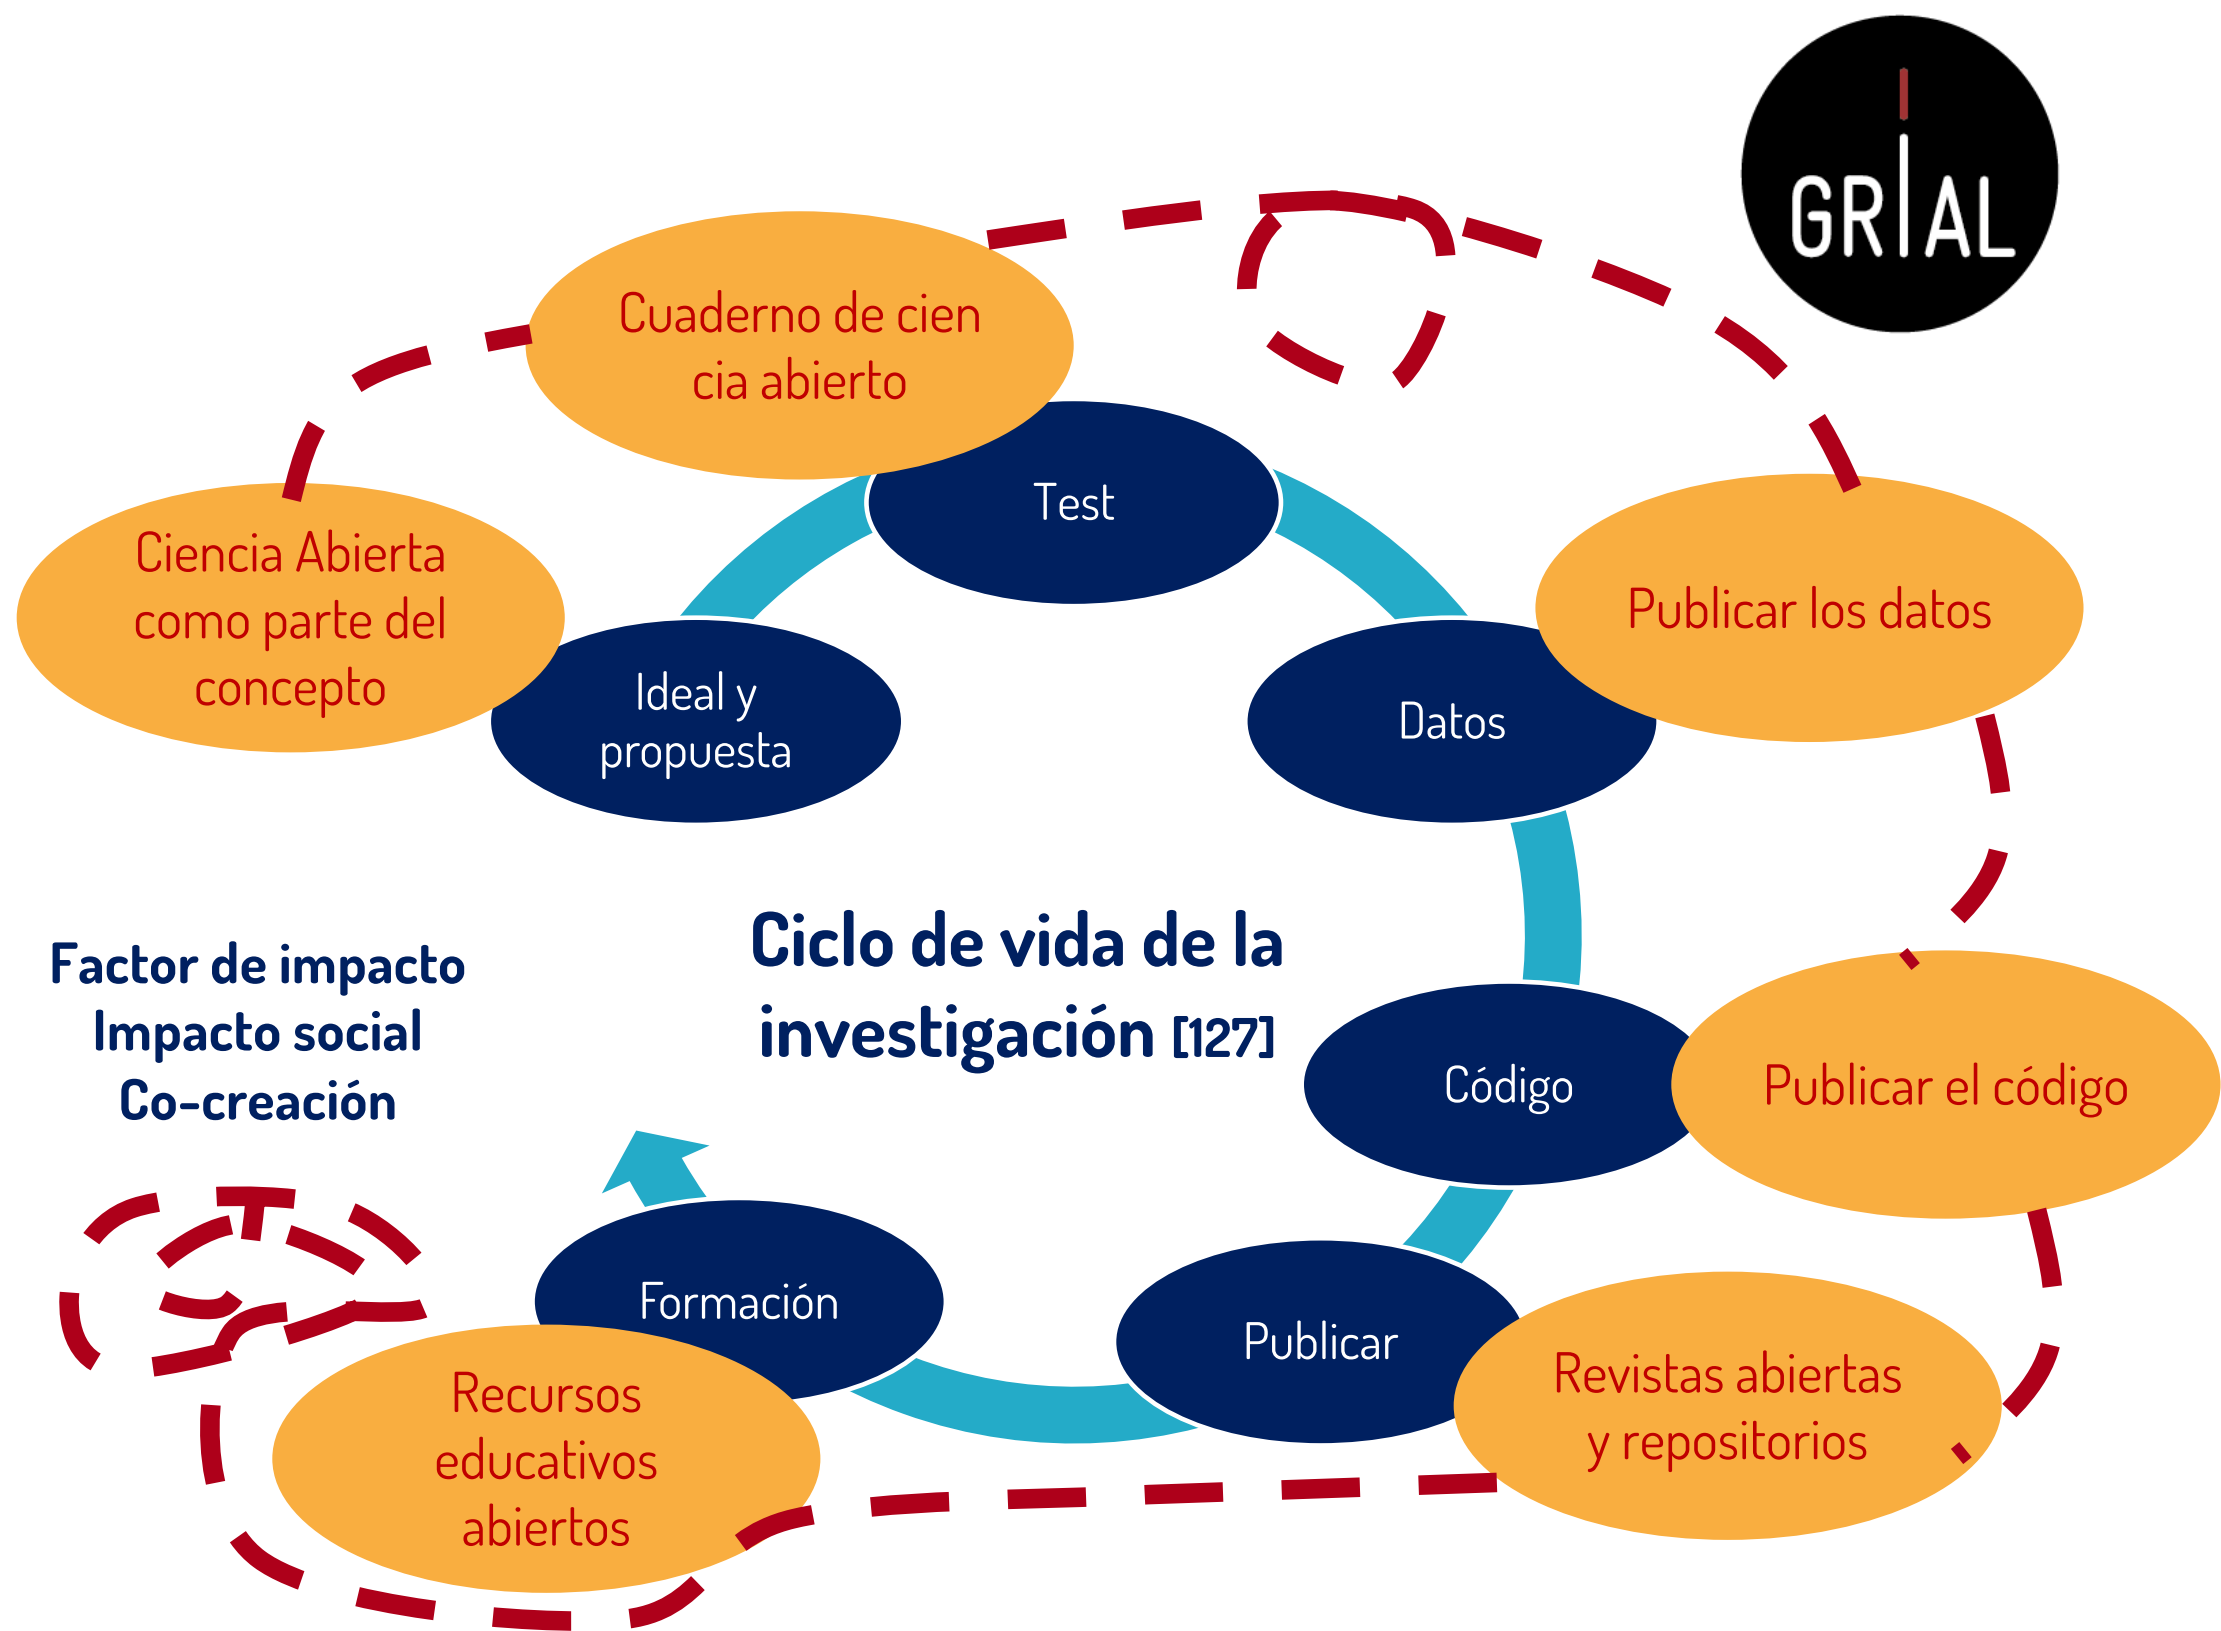 GRIAL
Cuaderno de cien
cia abierto
Test
Ciencia Abierta
como parte del
concepto
Ideal y
propuesta
Publicar los datos
Datos
Ciclo de vida de la
investigación [127]
Factor de impacto
Impacto social
Co-creación
Código
Publicar el código
Formación
Publicar
Recursos
educativos
abiertos
Revistas abiertas
y repositorios